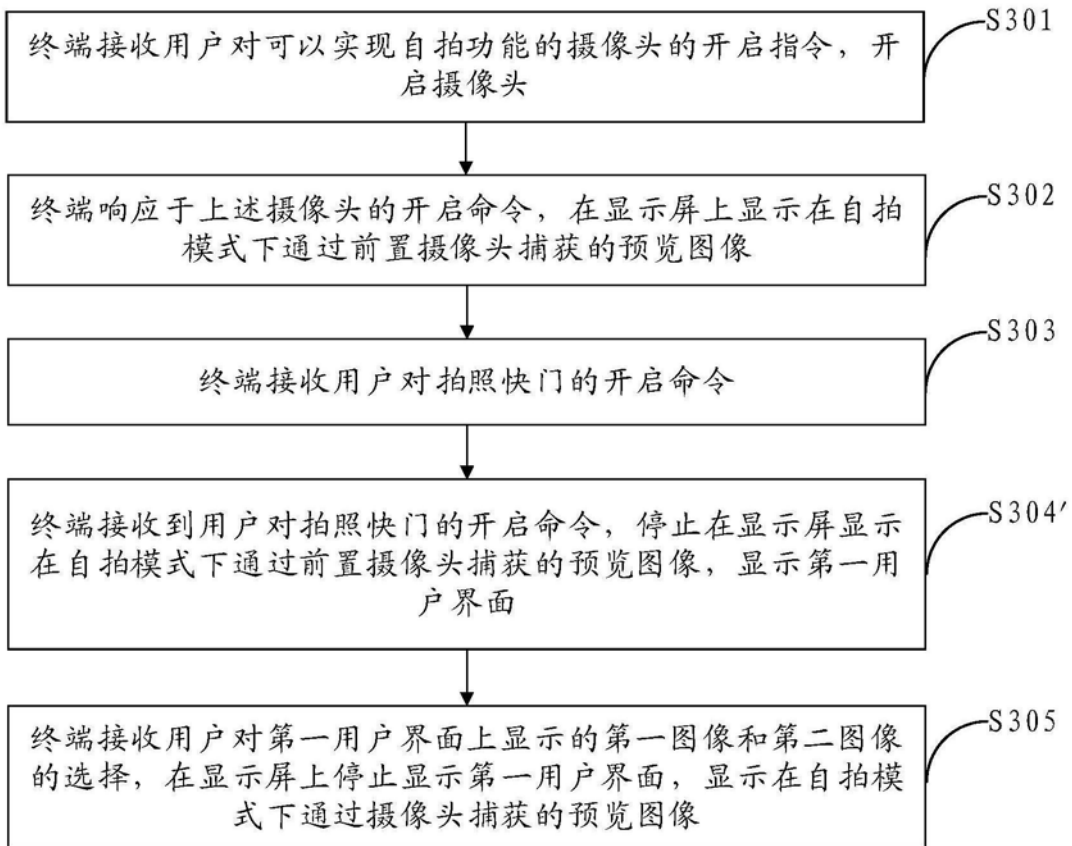 终端接收用户对可以实现自拍功能的摄像头的开启指令，开
启摄像头
S301
终端响应于上述摄像头的开启命令，在显示屏上显示在自拍
模式下通过前置摄像头捕获的预览图像
S302
终端接收用户对拍照快门的开启命令
S303
终端接收到用户对拍照快门的开启命令，停止在显示屏显示
在自拍模式下通过前置摄像头捕获的预览图像，显示第一用
户界面
S304′
终端接收用户对第一用户界面上显示的第一图像和第二图像
的选择，在显示屏上停止显示第一用户界面，显示在自拍模
式下通过摄像头捕获的预览图像
S305